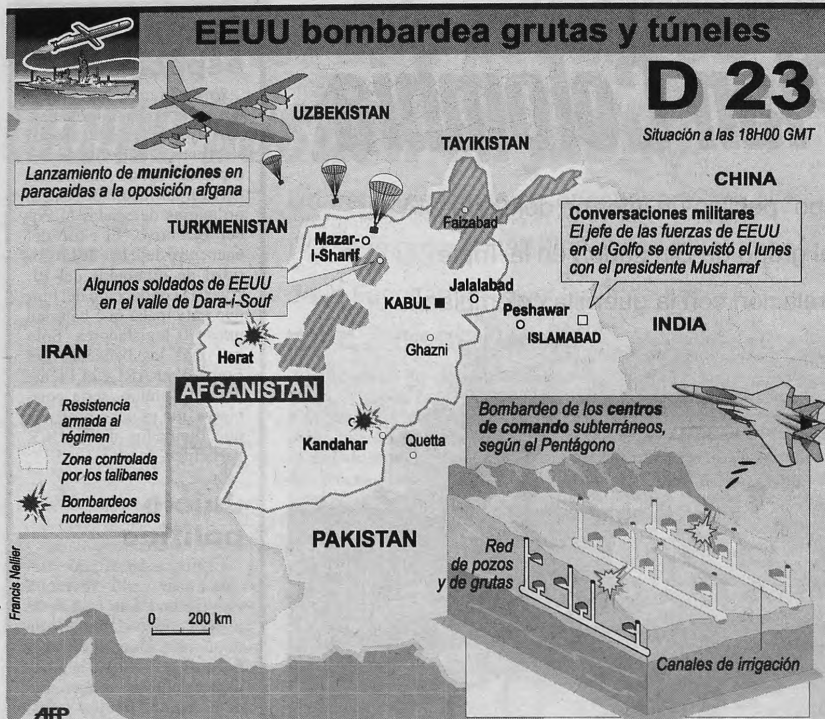 EEUU bombardea grutas y túneles
D 23
Situación a las 18H00 GMT
UZBEKISTAN
TAYIKISTAN
CHINA
Lanzamiento de municiones en
paracaidas a la oposición afgana
TURKMENISTAN
Faizabad
Conversaciones militares
El jefe de las fuerzas de EEUU
en el Golfo se entrevistó el lunes
con el presidente Musharraf
Mazar-
I-Sharif
Algunos soldados de EEUU
en el valle de Dara-i-Souf
Jalalabad
KABUL
Peshawar
ISLAMABAD
INDIA
IRAN
Herat
Ghazni
AFGANISTAN
Resistencia
armada al
régimen
Zona controlada
por los talibanes
Bombardeos
norteamericanos
Kandahar
Quetta
Bombardeo de los centros
de comando subterráneos,
según el Pentágono
PAKISTAN
Red
de pozos
y de grutas
Canales de irrigación
0 200 km
Francis Nallier
AFP